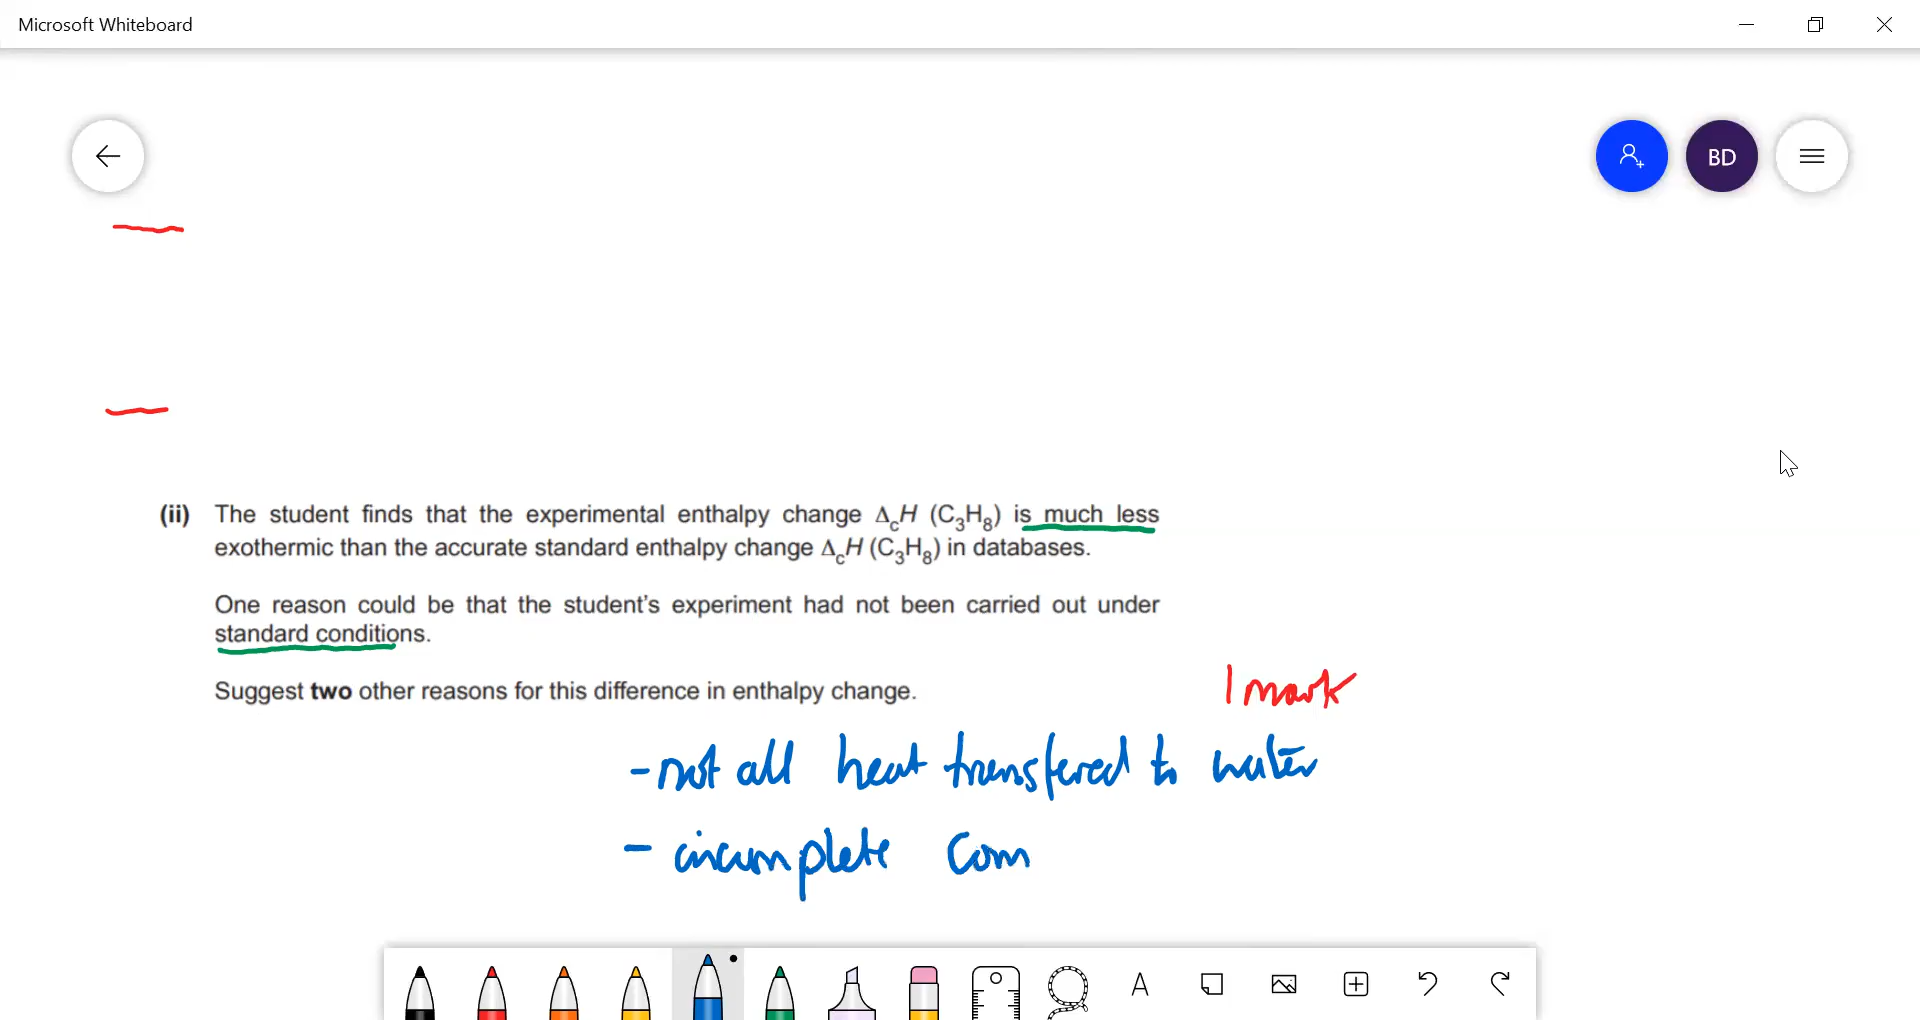 Microsoft Whiteboard
BD
(ii) The student finds that the experimental enthalpy change ΔcH (C₃H₈) is much less
exothermic than the accurate standard enthalpy change ΔcH (C₃H₈) in databases.
One reason could be that the student's experiment had not been carried out under
standard conditions.
Suggest two other reasons for this difference in enthalpy change.
1 mark
- not all heat transfered to water
- incomplete Com
A